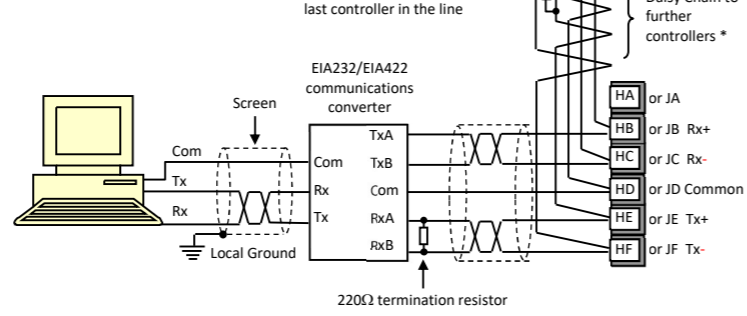 last controller in the line
Daisy Chain to
further
controllers *
EIA232/EIA422
communications
converter
Screen
Com
Tx
Rx
Local Ground
Com
Rx
Tx
TxA
TxB
Com
RxA
RxB
220Ω termination resistor
HA or JA
HB or JB Rx+
HC or JC Rx-
HD or JD Common
HE or JE Tx+
HF or JF Tx-